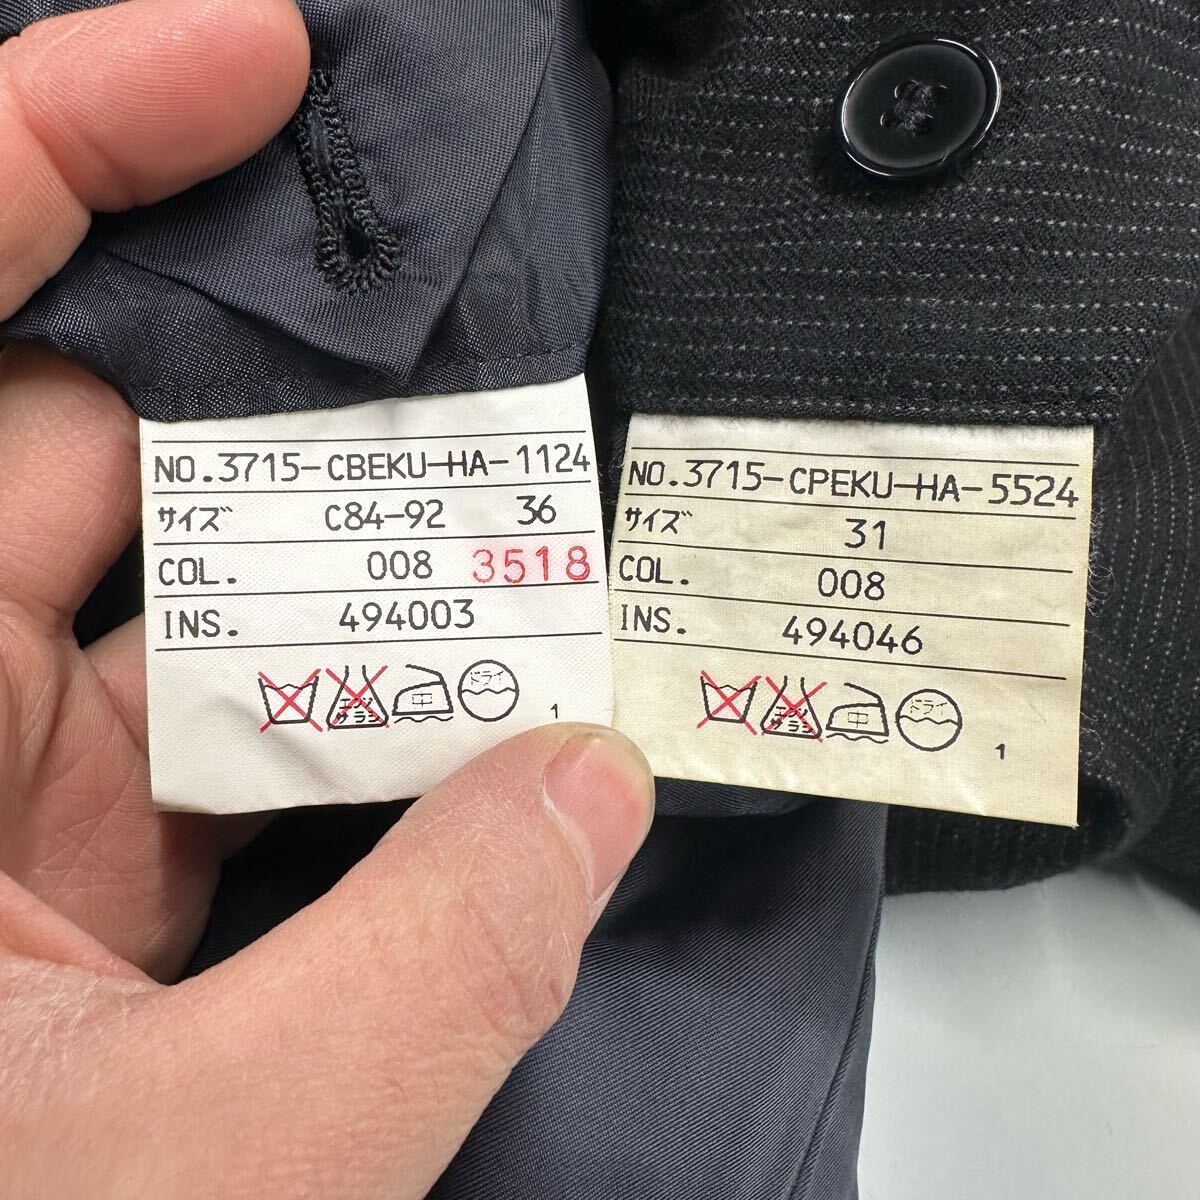 NO.3715-CBEKU-HA-1124
サイズ C84-92 36
COL. 008 3518
INS. 494003
エンソ
サラシ
中
ドライ
1
NO.3715-CPEKU-HA-5524
サイズ 31
COL. 008
INS. 494046
エンソ
サラシ
中
ドライ
1